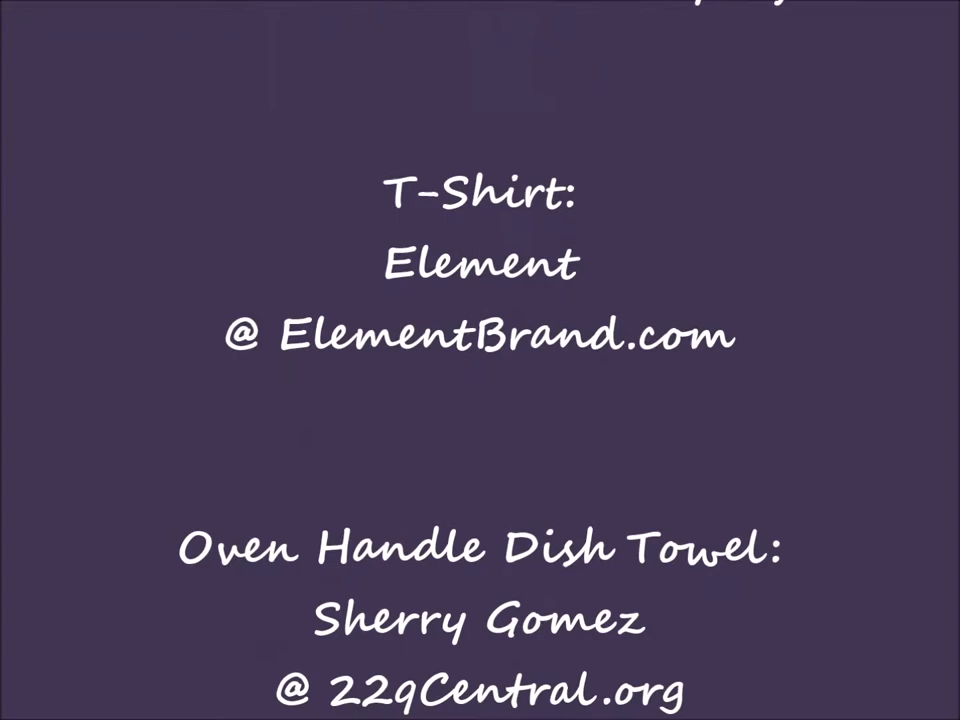 T-Shirt:
Element
@ ElementBrand.com
Oven Handle Dish Towel:
Sherry Gomez
@ 22qCentral.org